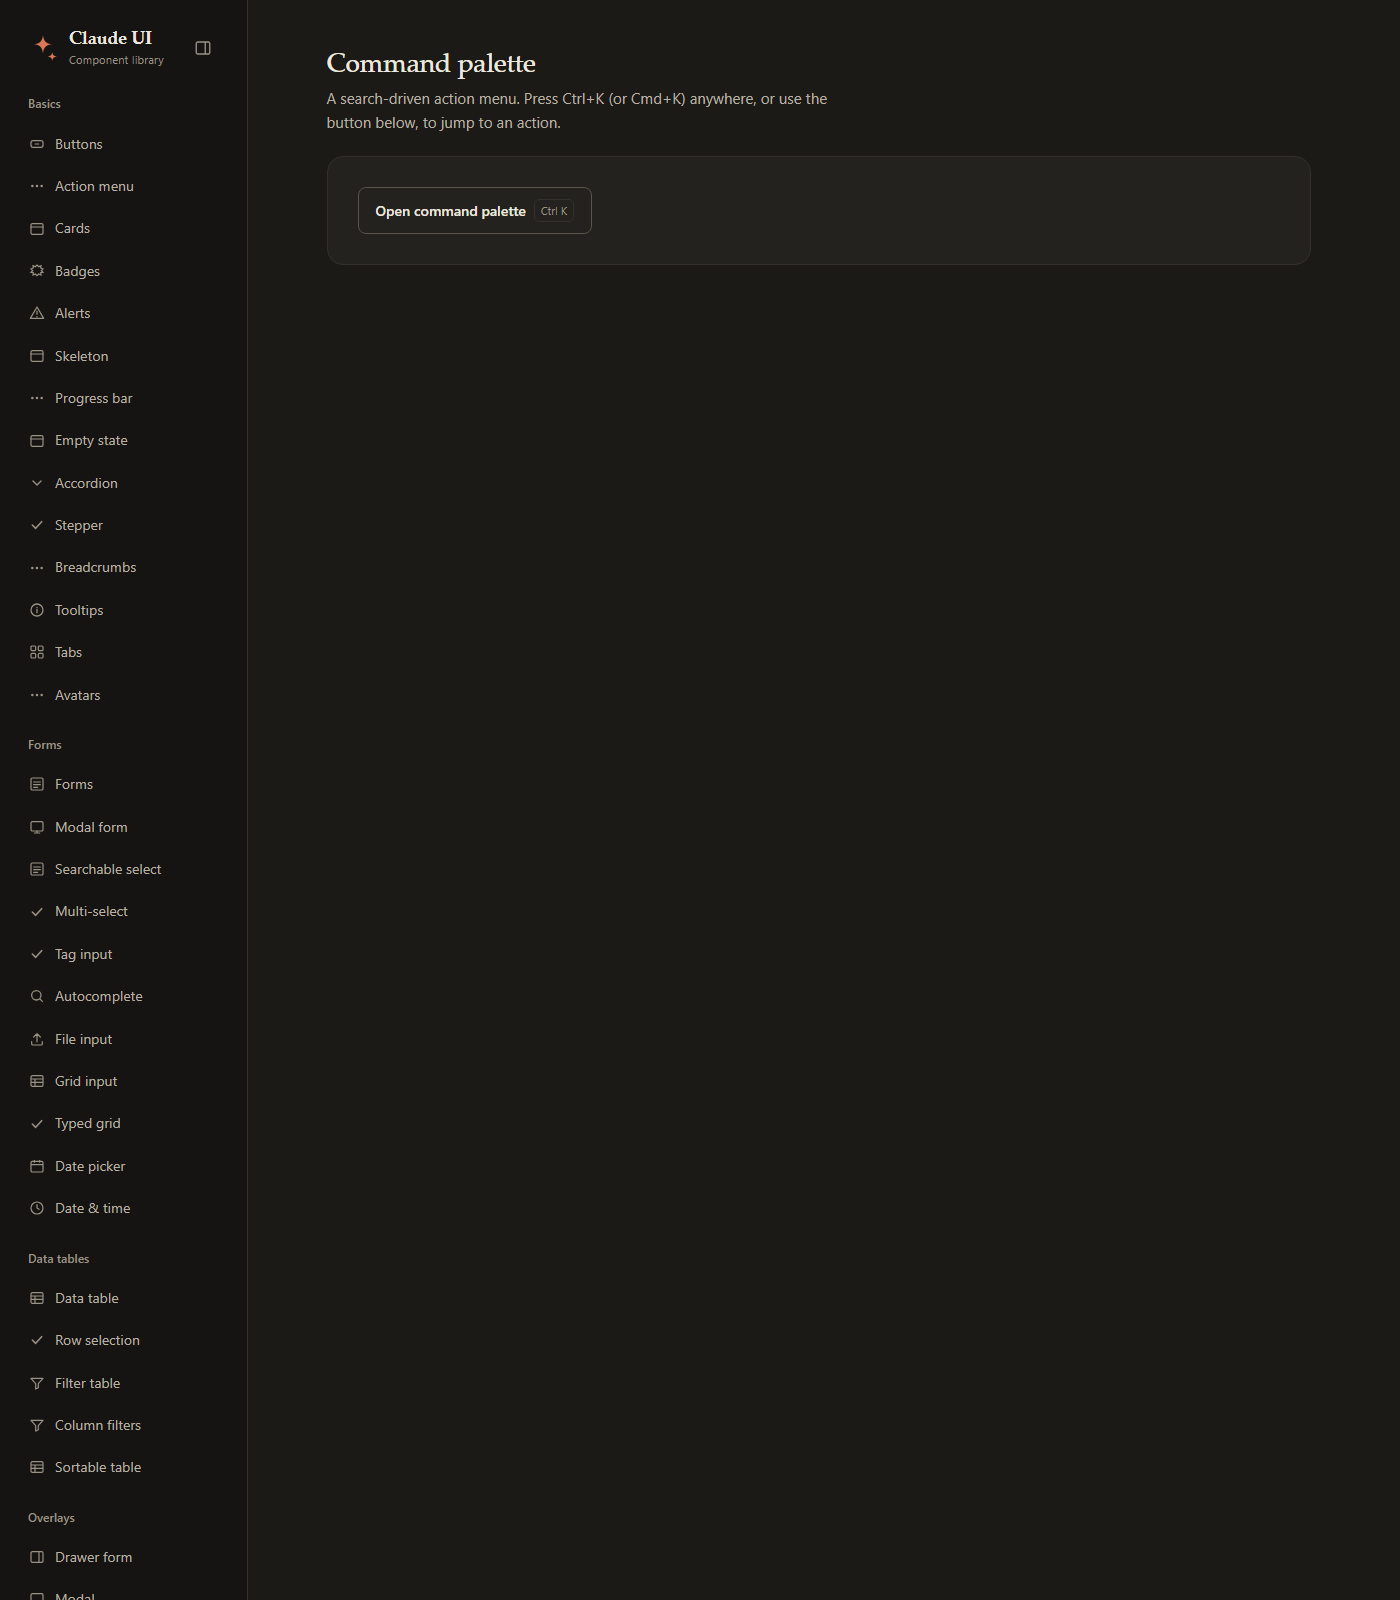 Claude UI
Component library
Basics
Buttons
Action menu
Cards
Badges
Alerts
Skeleton
Progress bar
Empty state
Accordion
Stepper
Breadcrumbs
Tooltips
Tabs
Avatars
Forms
Forms
Modal form
Searchable select
Multi-select
Tag input
Autocomplete
File input
Grid input
Typed grid
Date picker
Date & time
Data tables
Data table
Row selection
Filter table
Column filters
Sortable table
Overlays
Drawer form
Modal
Command palette
A search-driven action menu. Press Ctrl+K (or Cmd+K) anywhere, or use the
button below, to jump to an action.
Open command palette Ctrl K